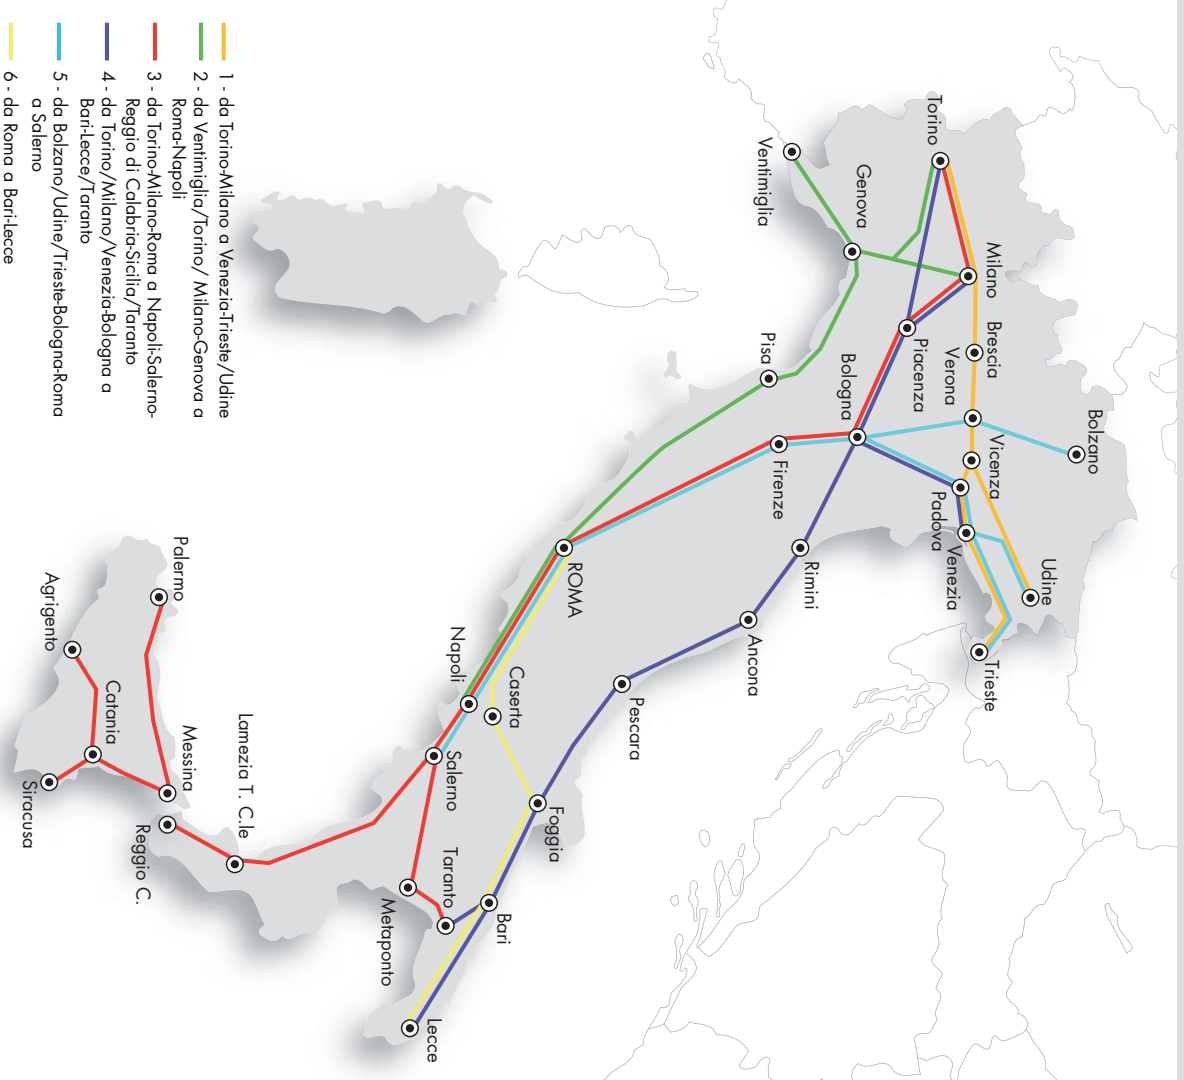 Torino
Milano
Brescia
Verona
Vicenza
Bolzano
Padova
Venezia
Udine
Trieste
Ventimiglia
Genova
Piacenza
Bologna
Pisa
Firenze
Rimini
Ancona
Pescara
ROMA
Napoli
Caserta
Salerno
Foggia
Bari
Taranto
Metaponto
Lecce
Lamezia T. C.le
Reggio C.
Messina
Palermo
Agrigento
Catania
Siracusa
1 - da Torino-Milano a Venezia-Trieste/Udine
2 - da Ventimiglia/Torino/ Milano-Genova a
Roma-Napoli
3 - da Torino-Milano-Roma a Napoli-Salerno-
Reggio di Calabria-Sicilia/Taranto
4 - da Torino/Milano/Venezia-Bologna a
Bari-Lecce/Taranto
5 - da Bolzano/Udine/Trieste-Bologna-Roma
a Salerno
6 - da Roma a Bari-Lecce